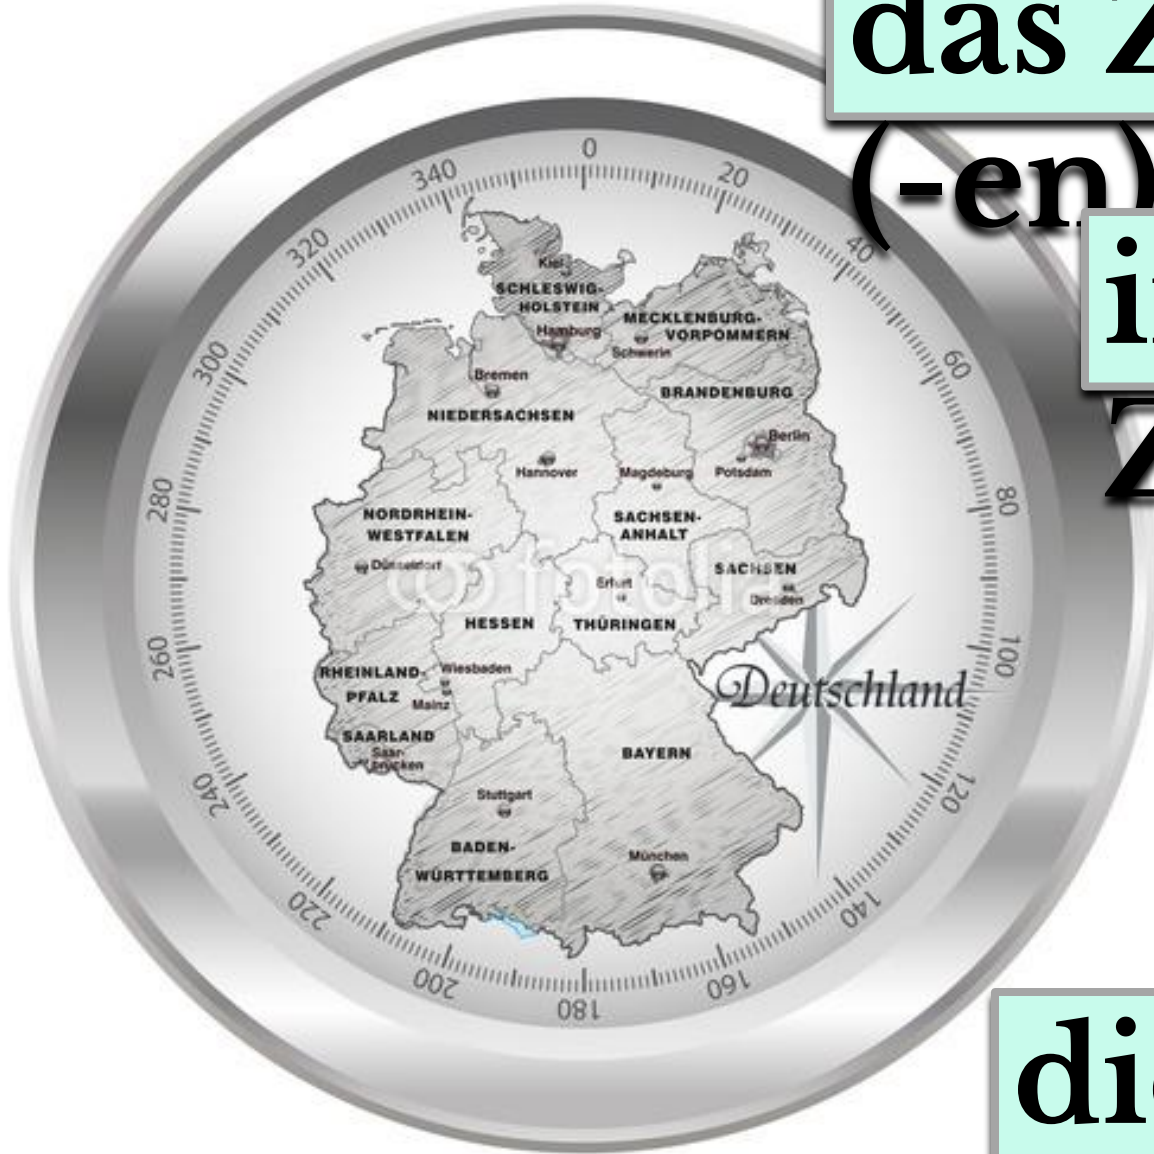 das
(-en)
0
340
20
320
40
Kiel
SCHLESWIG-
HOLSTEIN
MECKLENBURG-
VORPOMMERN
Hamburg
Schwerin
300
60
Bremen
BRANDENBURG
NIEDERSACHSEN
Berlin
Hannover
Magdeburg
Potsdam
280
80
NORDRHEIN-
WESTFALEN
SACHSEN-
ANHALT
Düsseldorf
SACHSEN
fotolia
Erfurt
Dresden
HESSEN
THÜRINGEN
260
100
RHEINLAND-
PFALZ
Wiesbaden
Mainz
Deutschland
SAARLAND
Saar-
brücken
BAYERN
240
120
Stuttgart
BADEN-
WÜRTTEMBERG
München
220
140
200
160
180